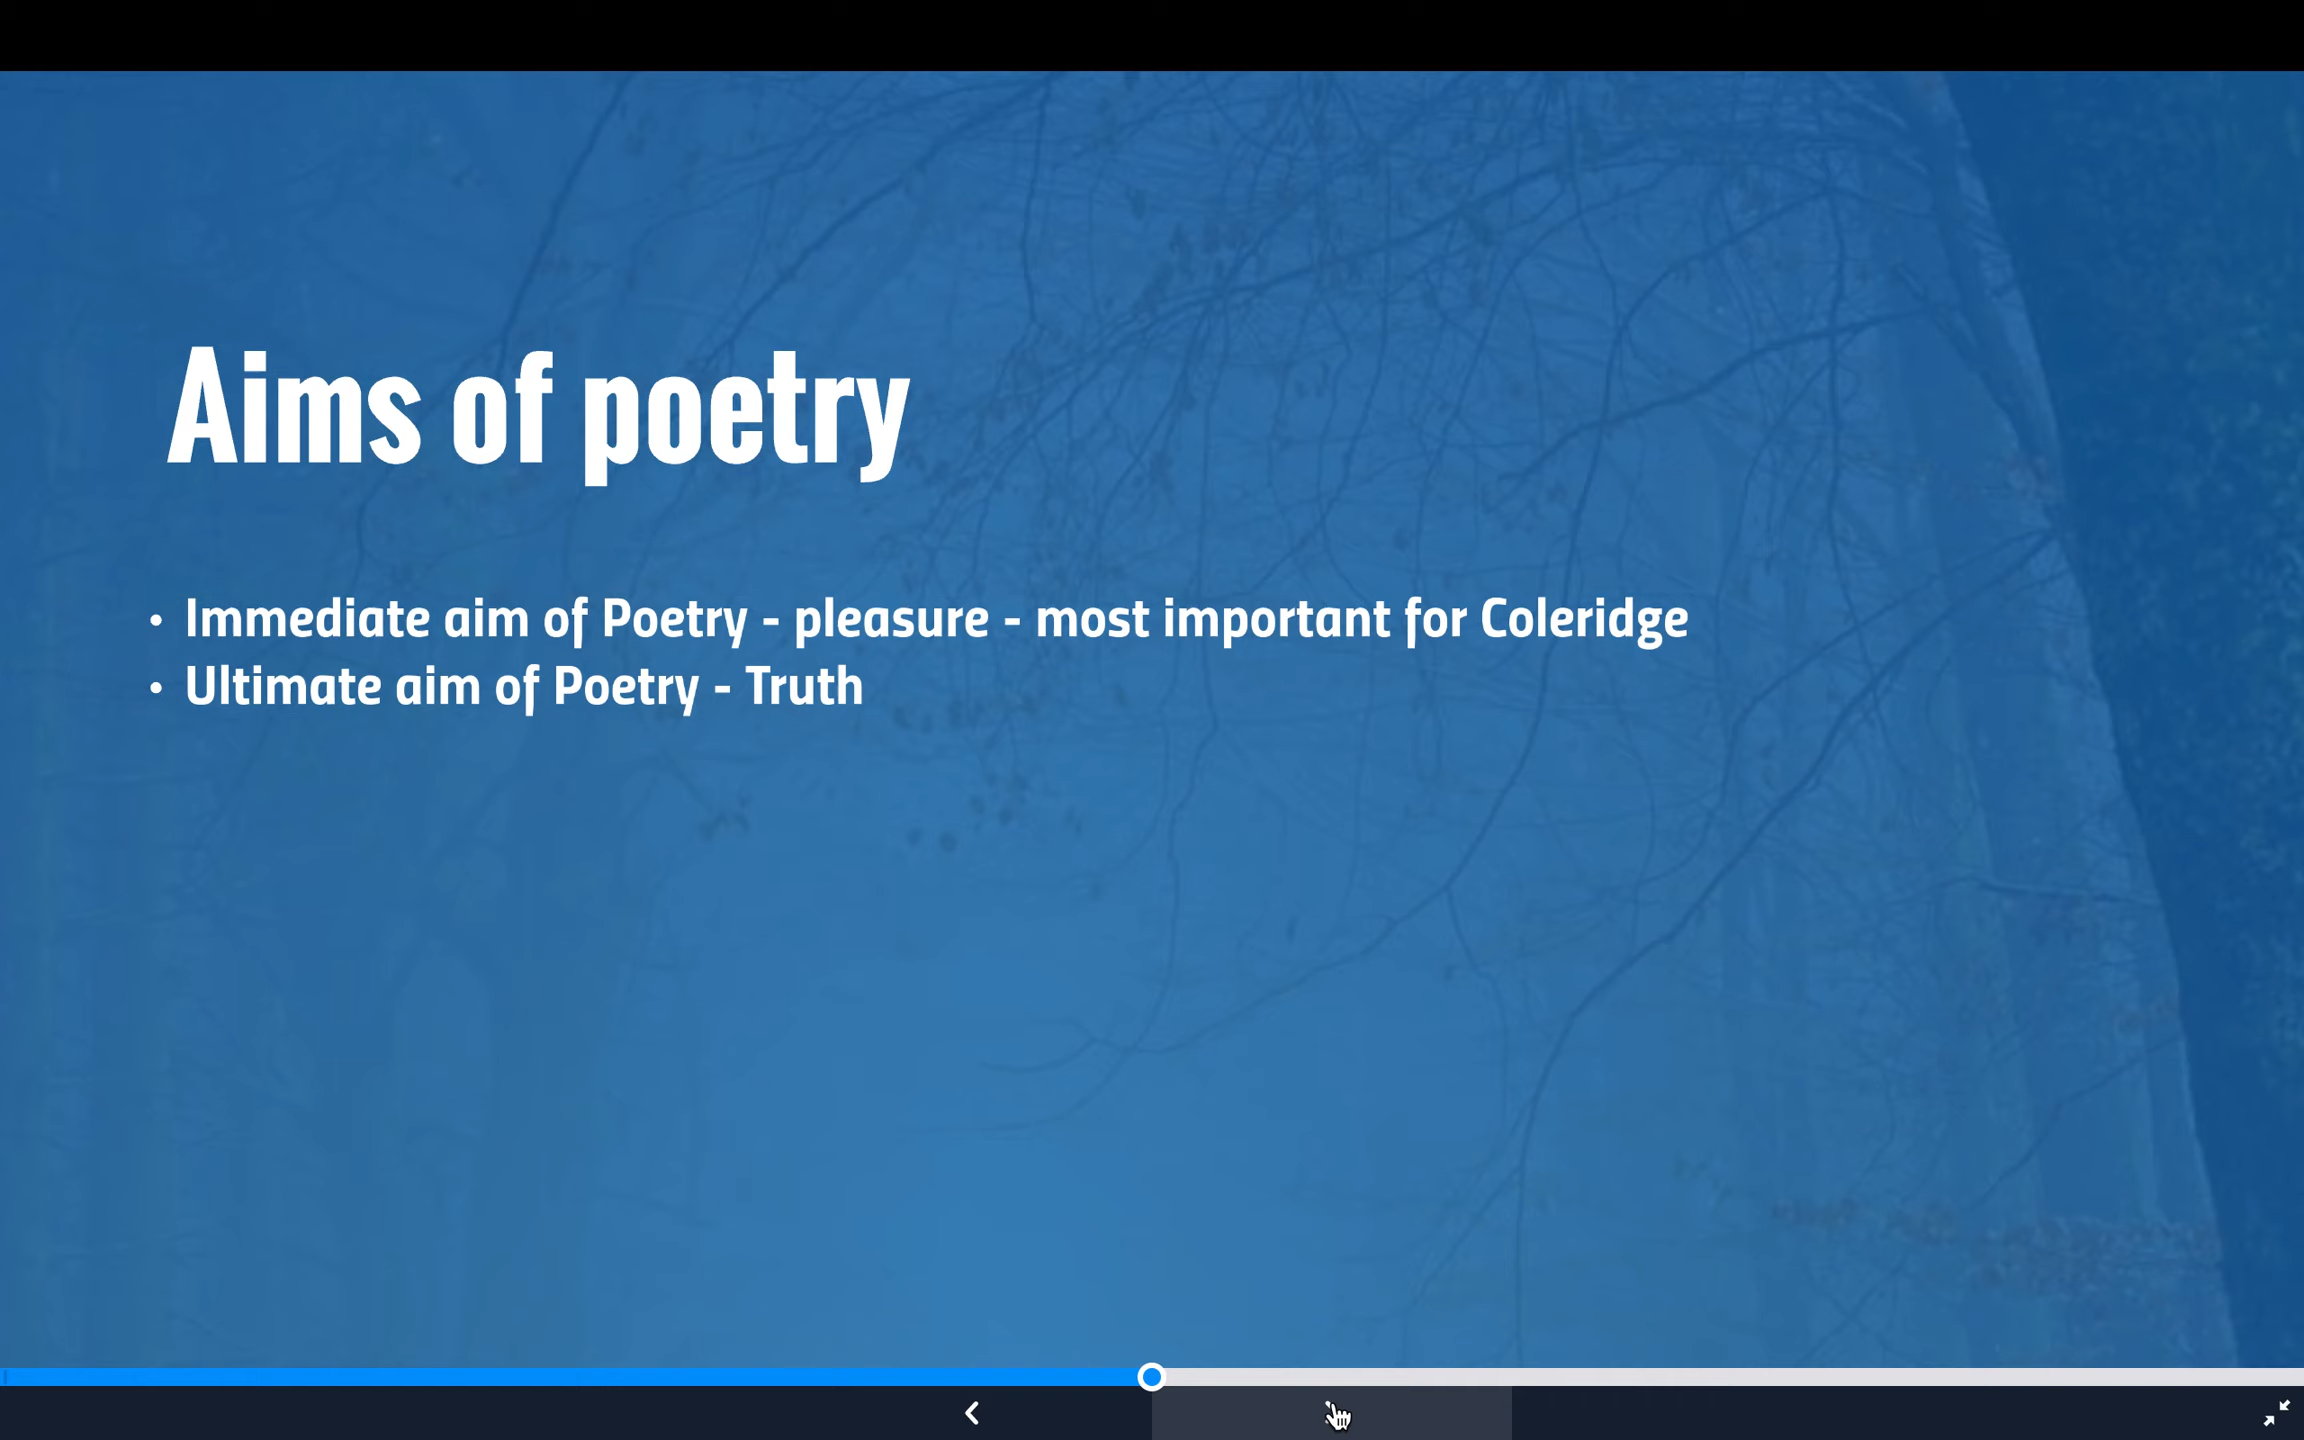 Aims of poetry
• Immediate aim of Poetry - pleasure - most important for Coleridge
• Ultimate aim of Poetry - Truth